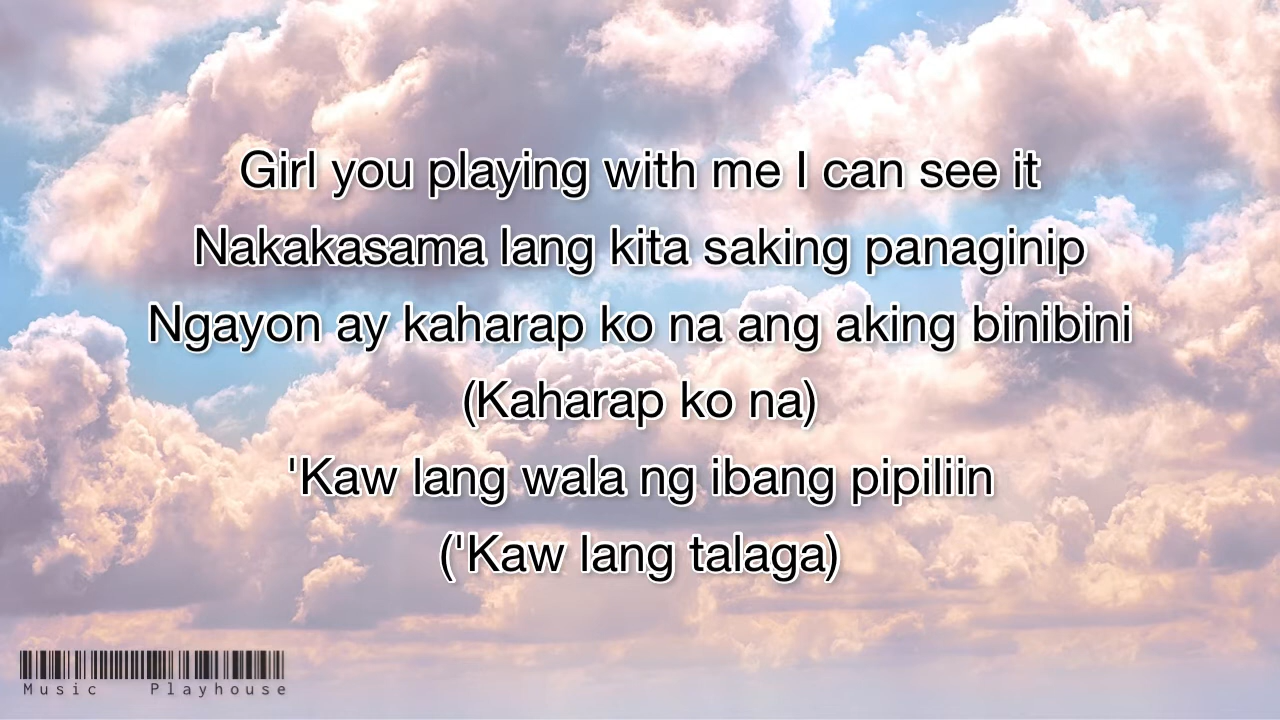 Girl you playing with me I can see it
Nakakasama lang kita saking panaginip
Ngayon ay kaharap ko na ang aking binibini
(Kaharap ko na)
'Kaw lang wala ng ibang pipiliin
('Kaw lang talaga)
Music Playhouse